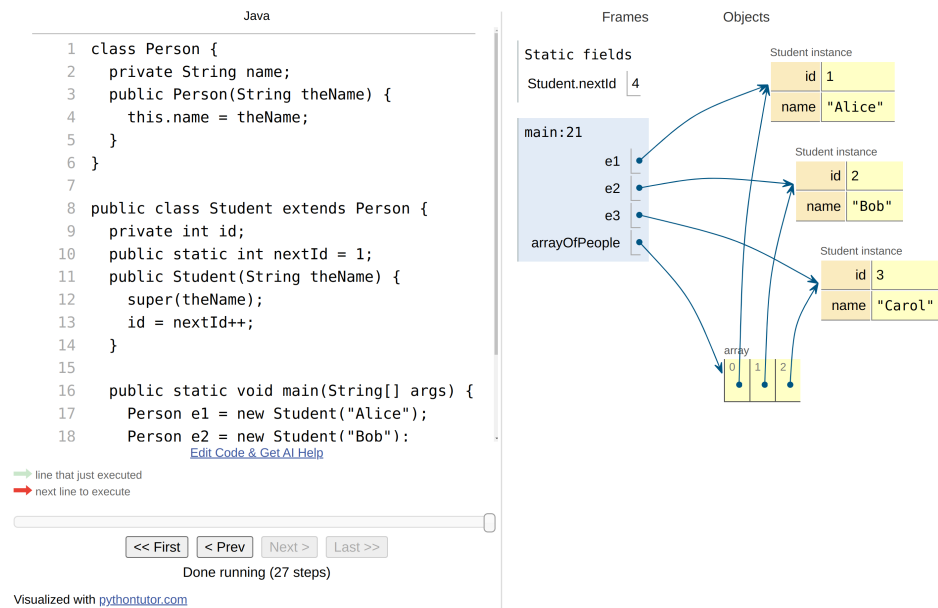 Java
1 class Person {
2 private String name;
3 public Person(String theName) {
4 this.name = theName;
5 }
6 }
7
8 public class Student extends Person {
9 private int id;
10 public static int nextId = 1;
11 public Student(String theName) {
12 super(theName);
13 id = nextId++;
14 }
15
16 public static void main(String[] args) {
17 Person e1 = new Student("Alice");
18 Person e2 = new Student("Bob");
Edit Code & Get AI Help
line that just executed
next line to execute
<< First < Prev Next > Last >>
Done running (27 steps)
Visualized with pythontutor.com
Frames Objects
Static fields
Student.nextId 4
main:21
e1
e2
e3
arrayOfPeople
Student instance
id 1
name "Alice"
Student instance
id 2
name "Bob"
Student instance
id 3
name "Carol"
array
0 1 2